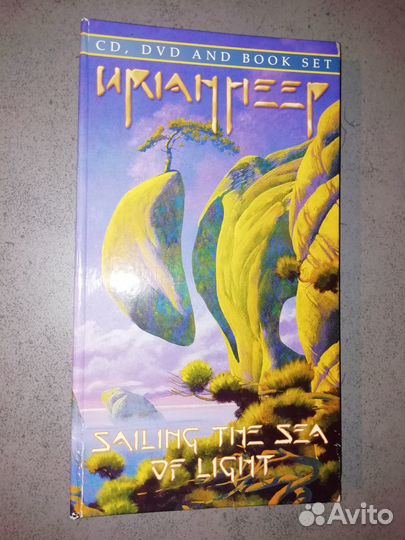 CD, DVD AND BOOK SET
URIAH HEEP
SAILING THE SEA
OF LIGHT
Avito